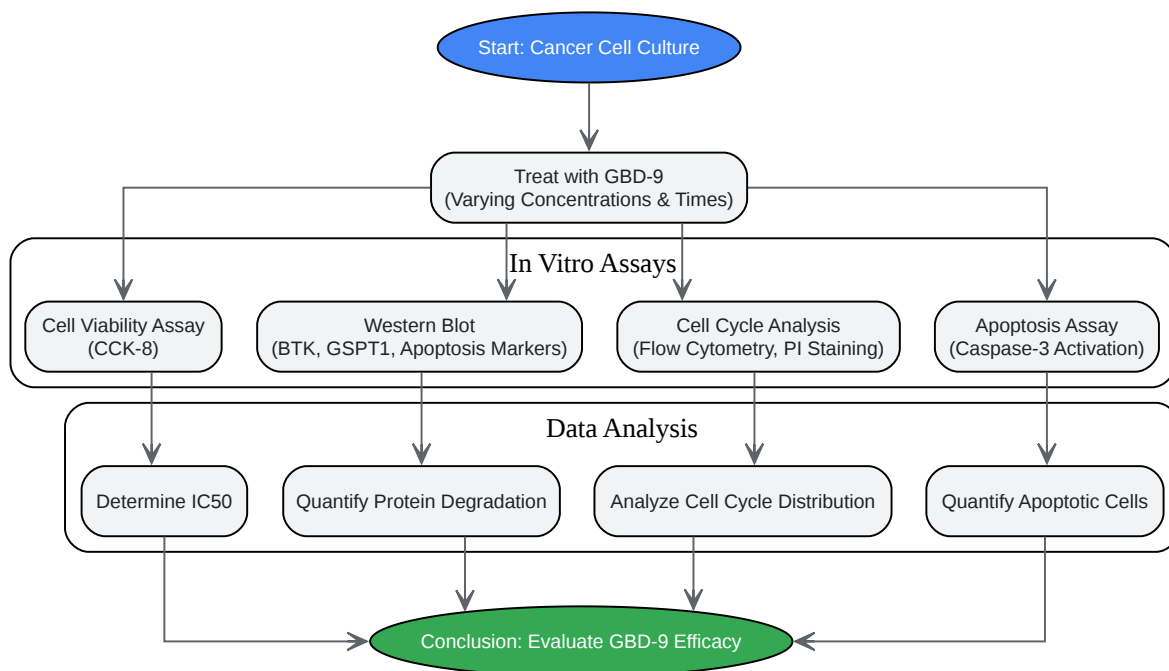 Start: Cancer Cell Culture
Treat with GBD-9
(Varying Concentrations & Times)
In Vitro Assays
Cell Viability Assay
(CCK-8)
Western Blot
(BTK, GSPT1, Apoptosis Markers)
Cell Cycle Analysis
(Flow Cytometry, PI Staining)
Apoptosis Assay
(Caspase-3 Activation)
Data Analysis
Determine IC50
Quantify Protein Degradation
Analyze Cell Cycle Distribution
Quantify Apoptotic Cells
Conclusion: Evaluate GBD-9 Efficacy